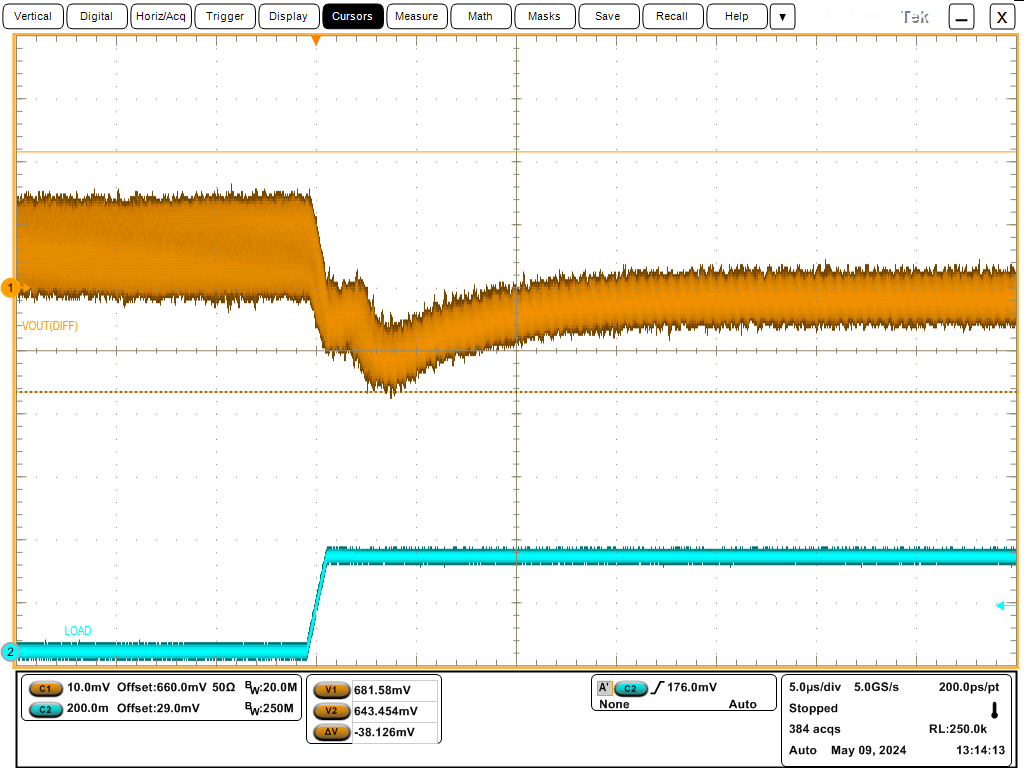 Vertical Digital Horiz/Acq Trigger Display Cursors Measure Math Masks Save Recall Help ▼ Tek X
1
VOUT(DIFF)
LOAD
2
C1 10.0mV Offset:660.0mV 50Ω BW:20.0M
C2 200.0m Offset:29.0mV BW:250M
V1 681.58mV
V2 643.454mV
ΔV -38.126mV
A' C2 176.0mV
None Auto
5.0µs/div 5.0GS/s 200.0ps/pt
Stopped
384 acqs RL:250.0k
Auto May 09, 2024 13:14:13